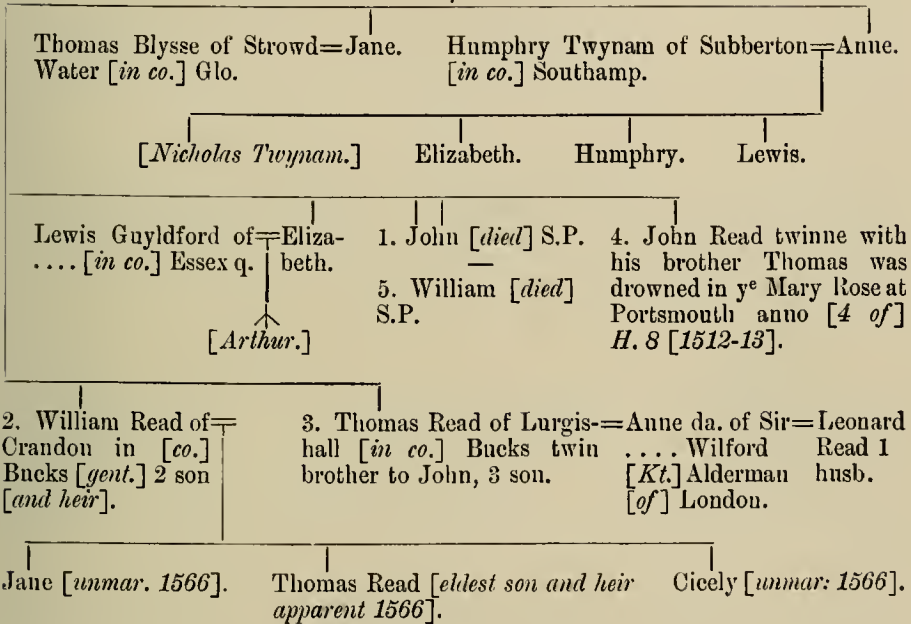 Thomas Blysse of Strowd=Jane.
Water [in co.] Glo.
Humphry Twynam of Subberton=Anne.
[in co.] Southamp.
[Nicholas Twynam.] Elizabeth. Humphry. Lewis.
Lewis Guyldford of=Eliza-
.... [in co.] Essex q. beth.
[Arthur.]
1. John [died] S.P.
—
5. William [died]
S.P.
4. John Read twinne with
his brother Thomas was
drowned in yᵉ Mary Rose at
Portsmouth anno [4 of]
H. 8 [1512-13].
2. William Read of=
Crandon in [co.]
Bucks [gent.] 2 son
[and heir].
3. Thomas Read of Lurgis-=Anne da. of Sir=Leonard
hall [in co.] Bucks twin .... Wilford Read 1
brother to John, 3 son. [Kt.] Alderman husb.
[of] London.
Jane [unmar. 1566]. Thomas Read [eldest son and heir Cicely [unmar: 1566].
apparent 1566].